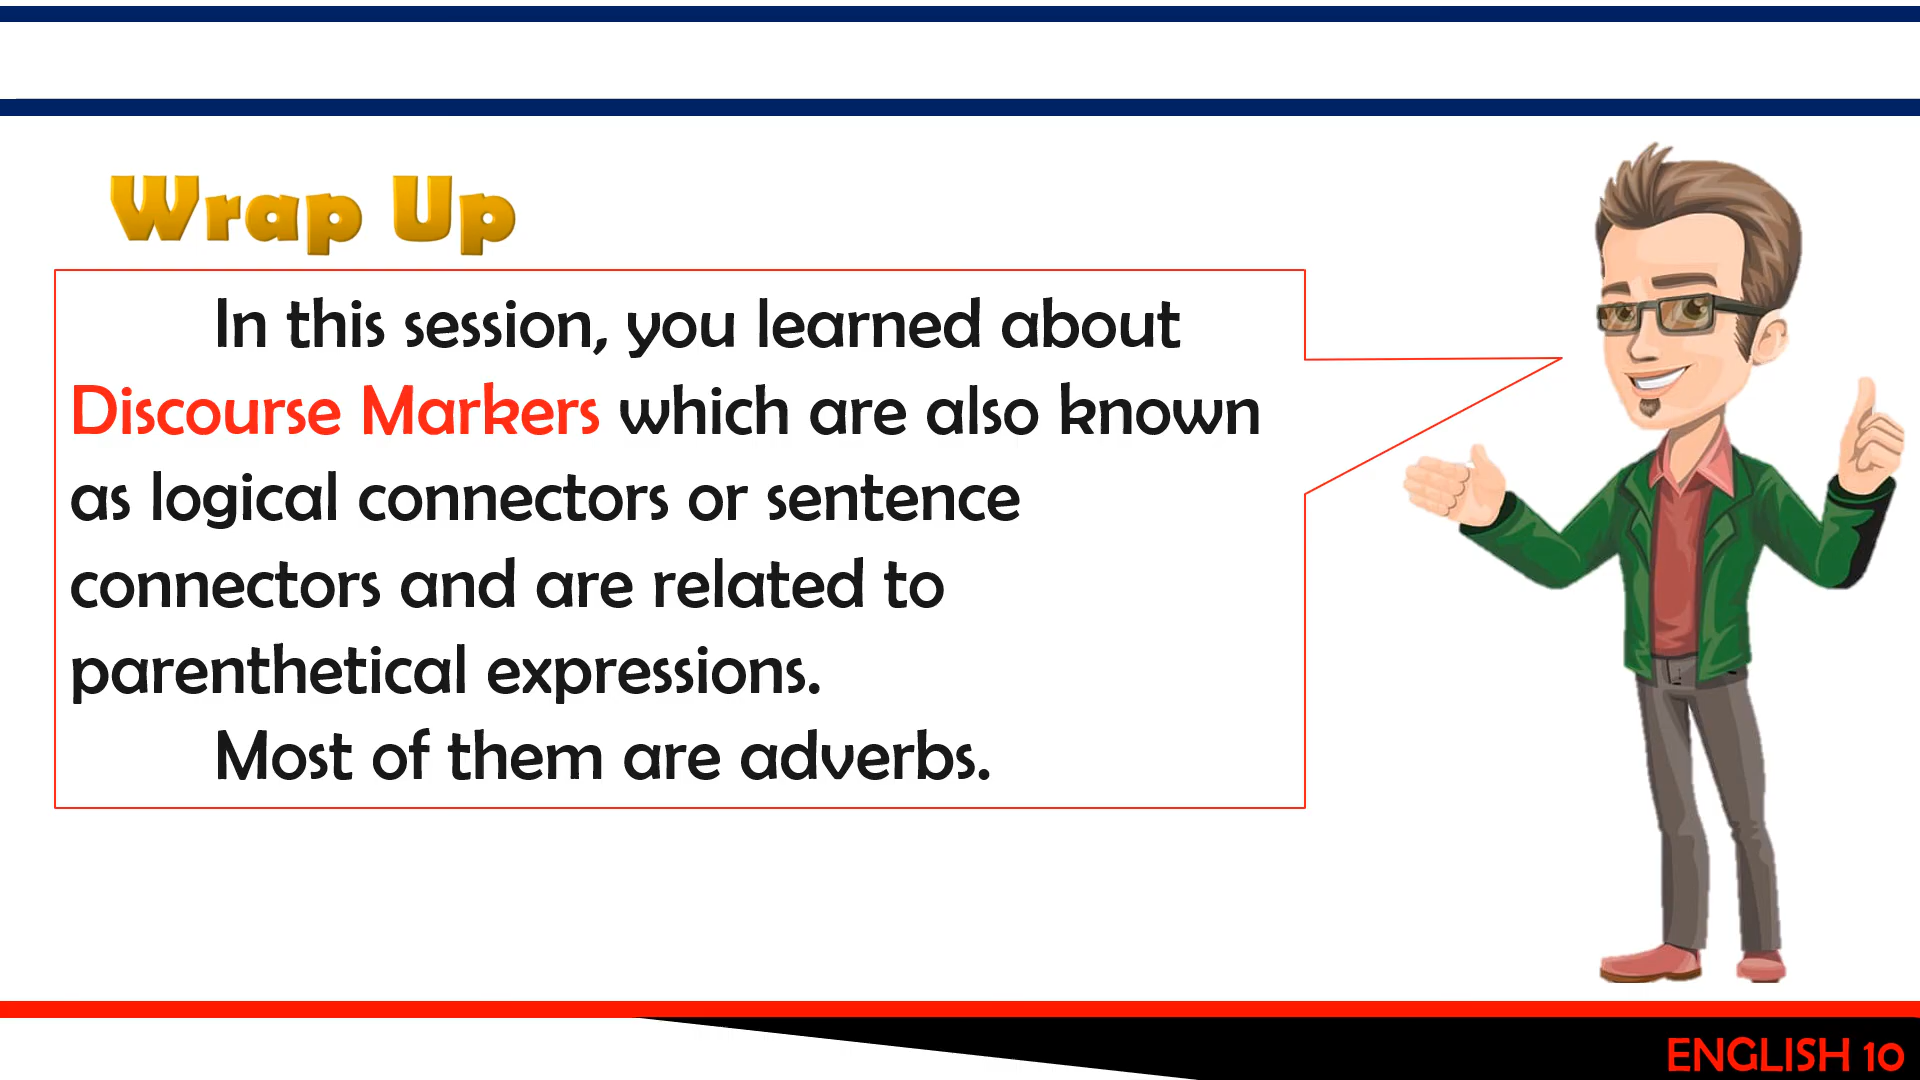 Wrap Up
In this session, you learned about
Discourse Markers which are also known
as logical connectors or sentence
connectors and are related to
parenthetical expressions.
Most of them are adverbs.
ENGLISH 10